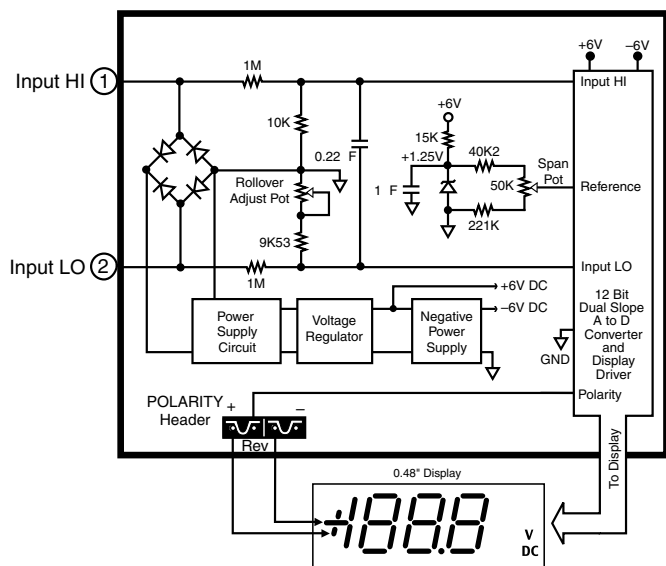 +6V
–6V
Input HI 1
1M
Input HI
10K
0.22 F
Rollover
Adjust Pot
9K53
+6V
15K
+1.25V
40K2
1 F
50K
221K
Span
Pot
Reference
Input LO 2
1M
Input LO
+6V DC
–6V DC
Power
Supply
Circuit
Voltage
Regulator
Negative
Power
Supply
12 Bit
Dual Slope
A to D
Converter
and
Display
Driver
GND
Polarity
POLARITY
Header
+
–
Rev
To Display
0.48" Display
-188.8
V
DC